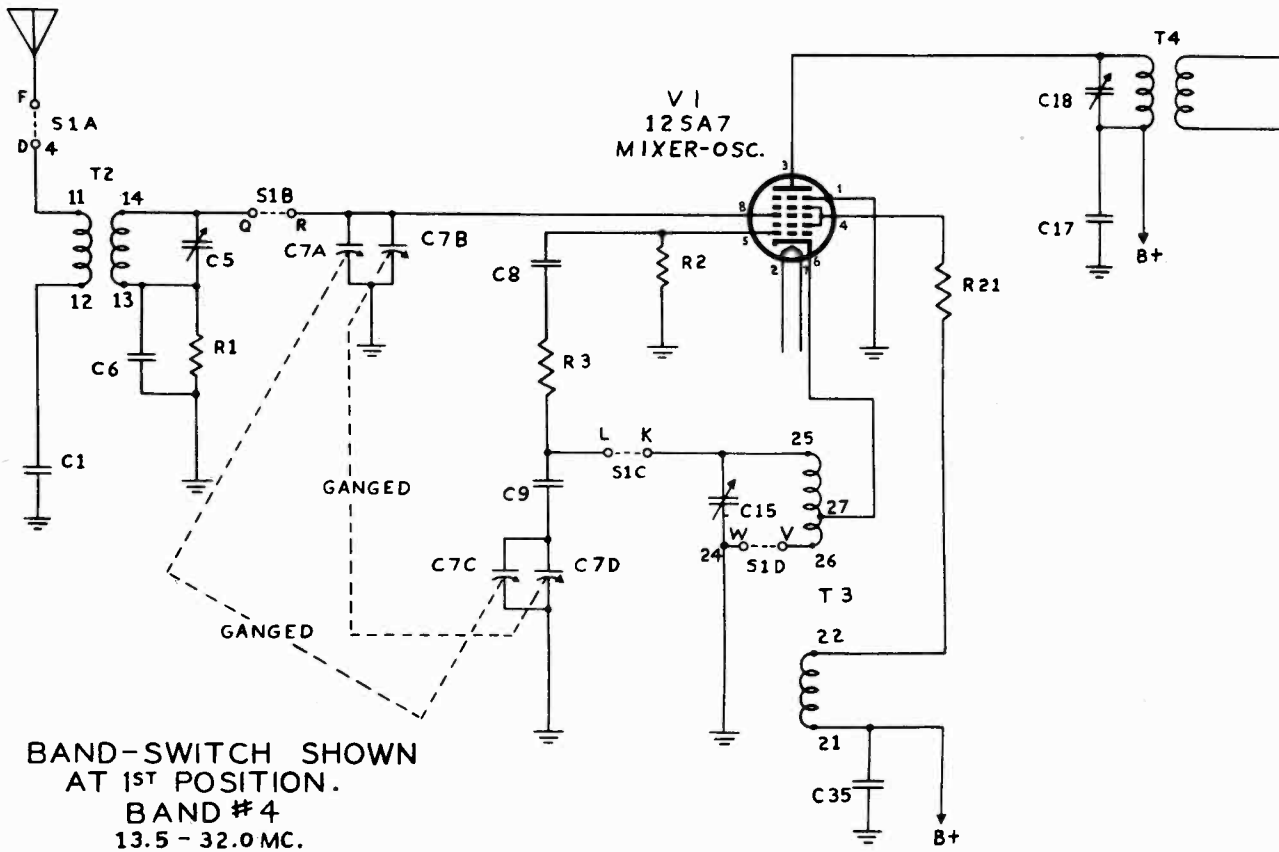 T4
C18
V1
12SA7
MIXER-OSC.
F
S1A
D 4
3
1
T2
11
14
S1B
Q
R
8
4
5
C17
C5
C7A
C7B
C8
R2
2
7
6
B+
R21
12
13
R1
C6
R3
L
K
25
S1C
C1
GANGED
C9
C15
27
W
V
24
S1D
26
C7C
C7D
T3
GANGED
22
21
C35
B+
BAND-SWITCH SHOWN
AT 1ST POSITION.
BAND #4
13.5 - 32.0 MC.